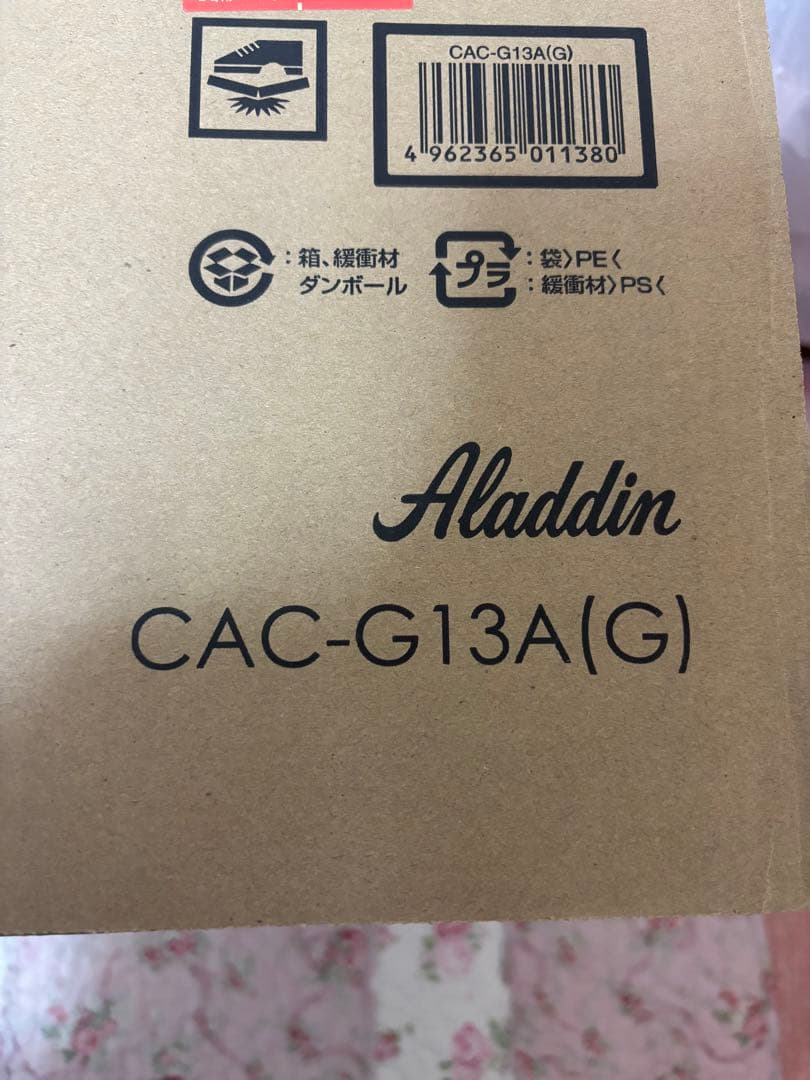 CAC-G13A(G)
4 962365 011380
:箱、緩衝材
ダンボール
プラ
:袋〉PE〈
:緩衝材〉PS〈
Aladdin
CAC-G13A(G)